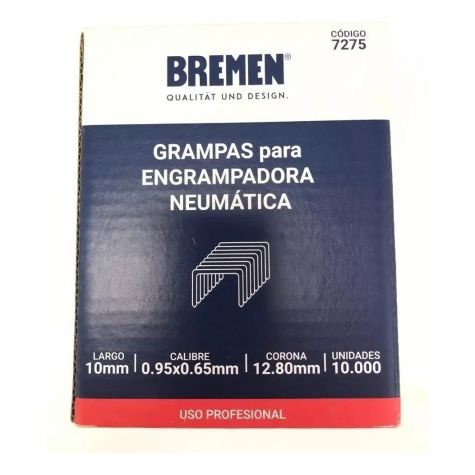 CÓDIGO
7275
BREMEN®
QUALITÄT UND DESIGN.
GRAMPAS para
ENGRAMPADORA
NEUMÁTICA
LARGO
10mm
CALIBRE
0.95x0.65mm
CORONA
12.80mm
UNIDADES
10.000
USO PROFESIONAL